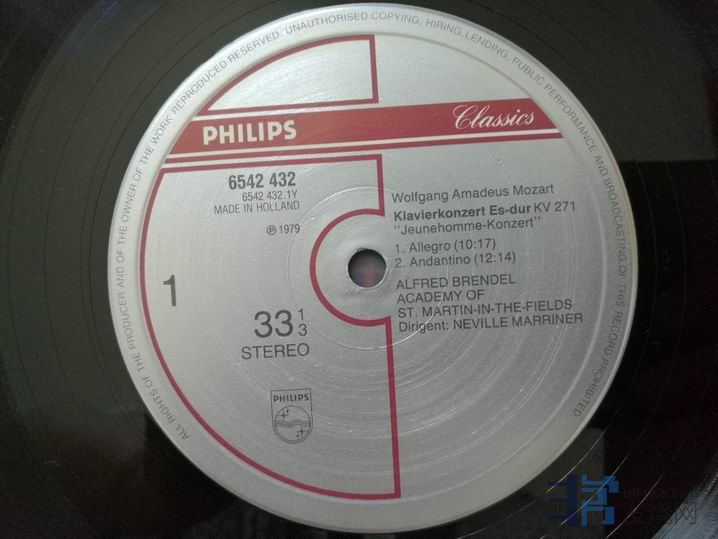 ALL RIGHTS OF THE PRODUCER AND OF THE OWNER OF THE WORK REPRODUCED RESERVED. UNAUTHORISED COPYING, HIRING, LENDING, PUBLIC PERFORMANCE AND BROADCASTING OF THIS RECORD PROHIBITED
PHILIPS
Classics
6542 432
6542 432.1Y
MADE IN HOLLAND
℗ 1979
Wolfgang Amadeus Mozart
Klavierkonzert Es-dur KV 271
"Jeunehomme-Konzert"
1. Allegro (10:17)
2. Andantino (12:14)
1
ALFRED BRENDEL
ACADEMY OF
ST. MARTIN-IN-THE-FIELDS
Dirigent: NEVILLE MARRINER
33 1/3
STEREO
PHILIPS